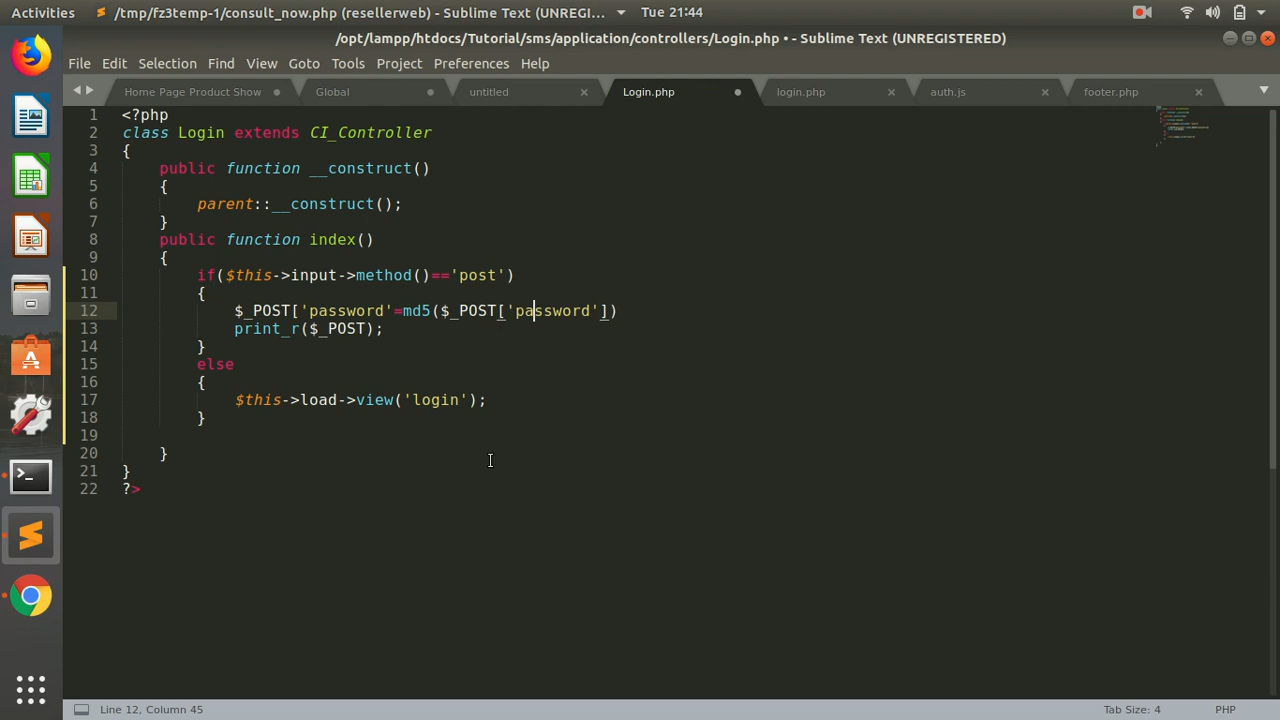 Activities
/tmp/fz3temp-1/consult_now.php (resellerweb) - Sublime Text (UNREGI...
Tue 21:44
/opt/lampp/htdocs/Tutorial/sms/application/controllers/Login.php • - Sublime Text (UNREGISTERED)
File Edit Selection Find View Goto Tools Project Preferences Help
Home Page Product Show Global untitled Login.php login.php auth.js footer.php
1 <?php
2 class Login extends CI_Controller
3 {
4 public function __construct()
5 {
6 parent::__construct();
7 }
8 public function index()
9 {
10 if($this->input->method()=='post')
11 {
12 $_POST['password'=md5($_POST['password'])
13 print_r($_POST);
14 }
15 else
16 {
17 $this->load->view('login');
18 }
19
20 }
21 }
22 ?>
Line 12, Column 45
Tab Size: 4
PHP